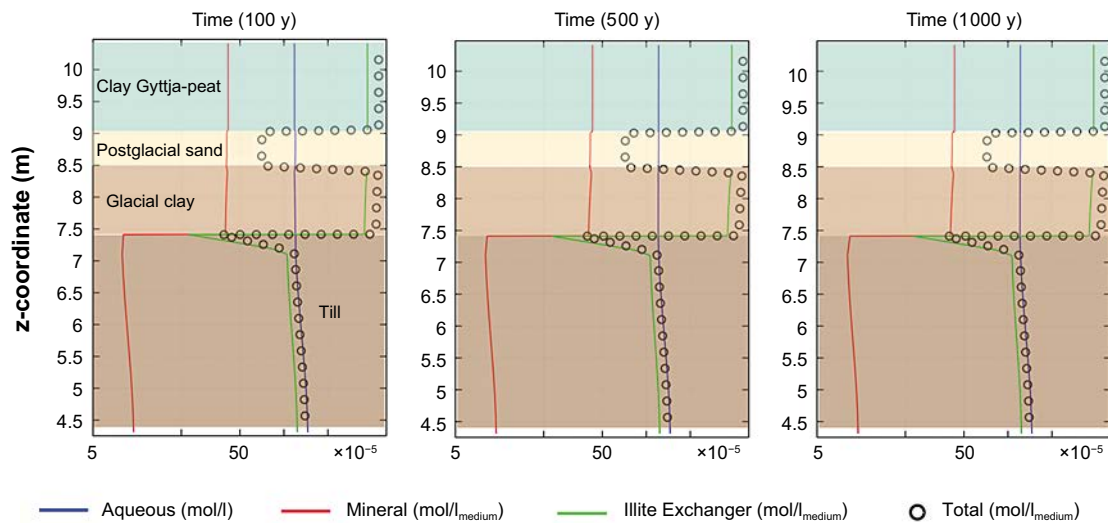 Time (100 y) Time (500 y) Time (1000 y)
z-coordinate (m)
10 10 10
Clay Gyttja-peat
9.5 9.5 9.5
9 9 9
Postglacial sand
8.5 8.5 8.5
8 8 8
Glacial clay
7.5 7.5 7.5
7 7 7
6.5 6.5 6.5
Till
6 6 6
5.5 5.5 5.5
5 5 5
4.5 4.5 4.5
5 50 ×10⁻⁵ 5 50 ×10⁻⁵ 5 50 ×10⁻⁵
Aqueous (mol/l) Mineral (mol/l_medium) Illite Exchanger (mol/l_medium) Total (mol/l_medium)